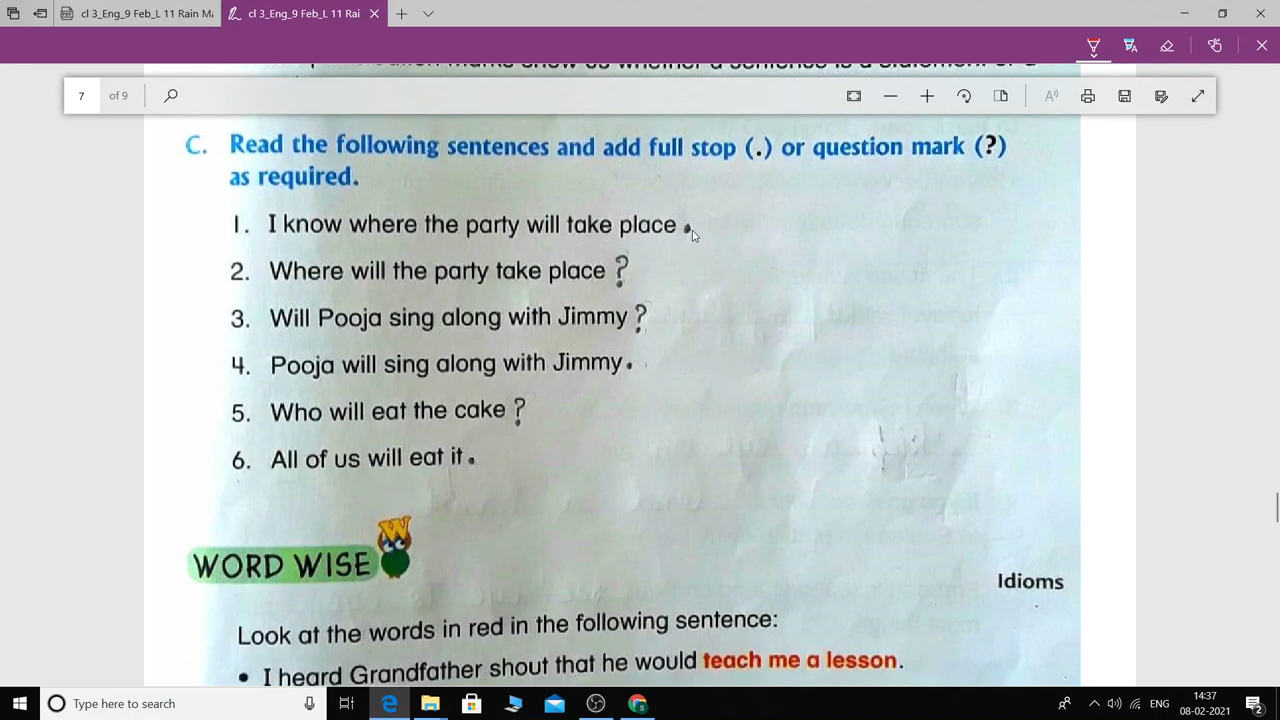 cl 3_Eng_9 Feb_L 11 Rain Ma
cl 3_Eng_9 Feb_L 11 Rai
7 of 9
C. Read the following sentences and add full stop (.) or question mark (?)
as required.
1. I know where the party will take place .
2. Where will the party take place ?
3. Will Pooja sing along with Jimmy ?
4. Pooja will sing along with Jimmy .
5. Who will eat the cake ?
6. All of us will eat it .
W
WORD WISE
Idioms
Look at the words in red in the following sentence:
• I heard Grandfather shout that he would teach me a lesson.
Type here to search
ENG
14:37
08-02-2021
2